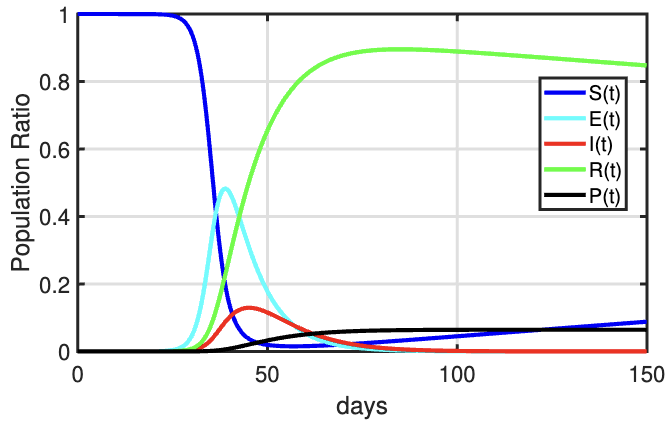 Population Ratio
1
0.8
0.6
0.4
0.2
0
0 50 100 150
days
S(t)
E(t)
I(t)
R(t)
P(t)